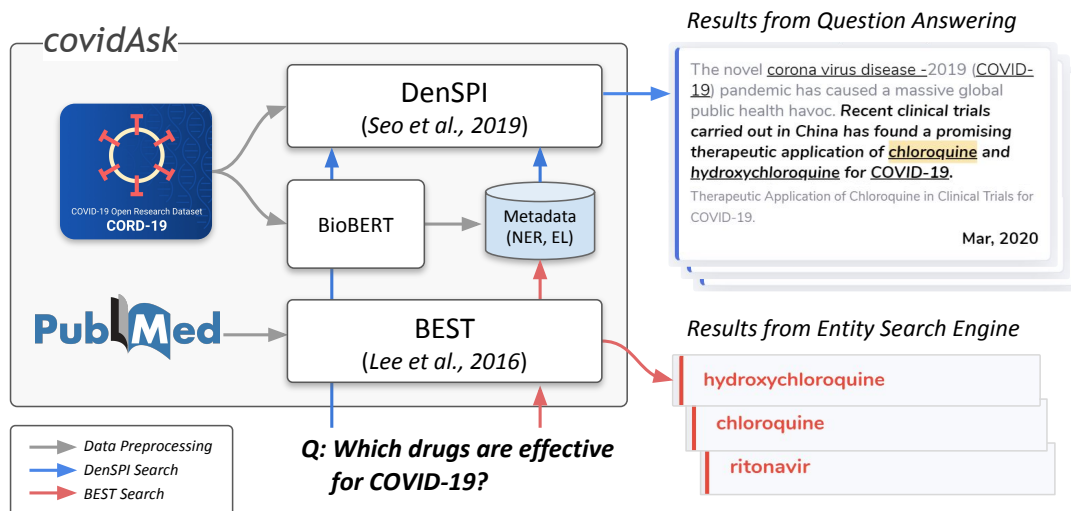 covidAsk
COVID-19 Open Research Dataset
CORD-19
PubMed
DenSPI
(Seo et al., 2019)
BioBERT
Metadata
(NER, EL)
BEST
(Lee et al., 2016)
Q: Which drugs are effective
for COVID-19?
Data Preprocessing
DenSPI Search
BEST Search
Results from Question Answering
The novel corona virus disease -2019 (COVID-
19) pandemic has caused a massive global
public health havoc. Recent clinical trials
carried out in China has found a promising
therapeutic application of chloroquine and
hydroxychloroquine for COVID-19.
Therapeutic Application of Chloroquine in Clinical Trials for
COVID-19.
Mar, 2020
Results from Entity Search Engine
hydroxychloroquine
chloroquine
ritonavir